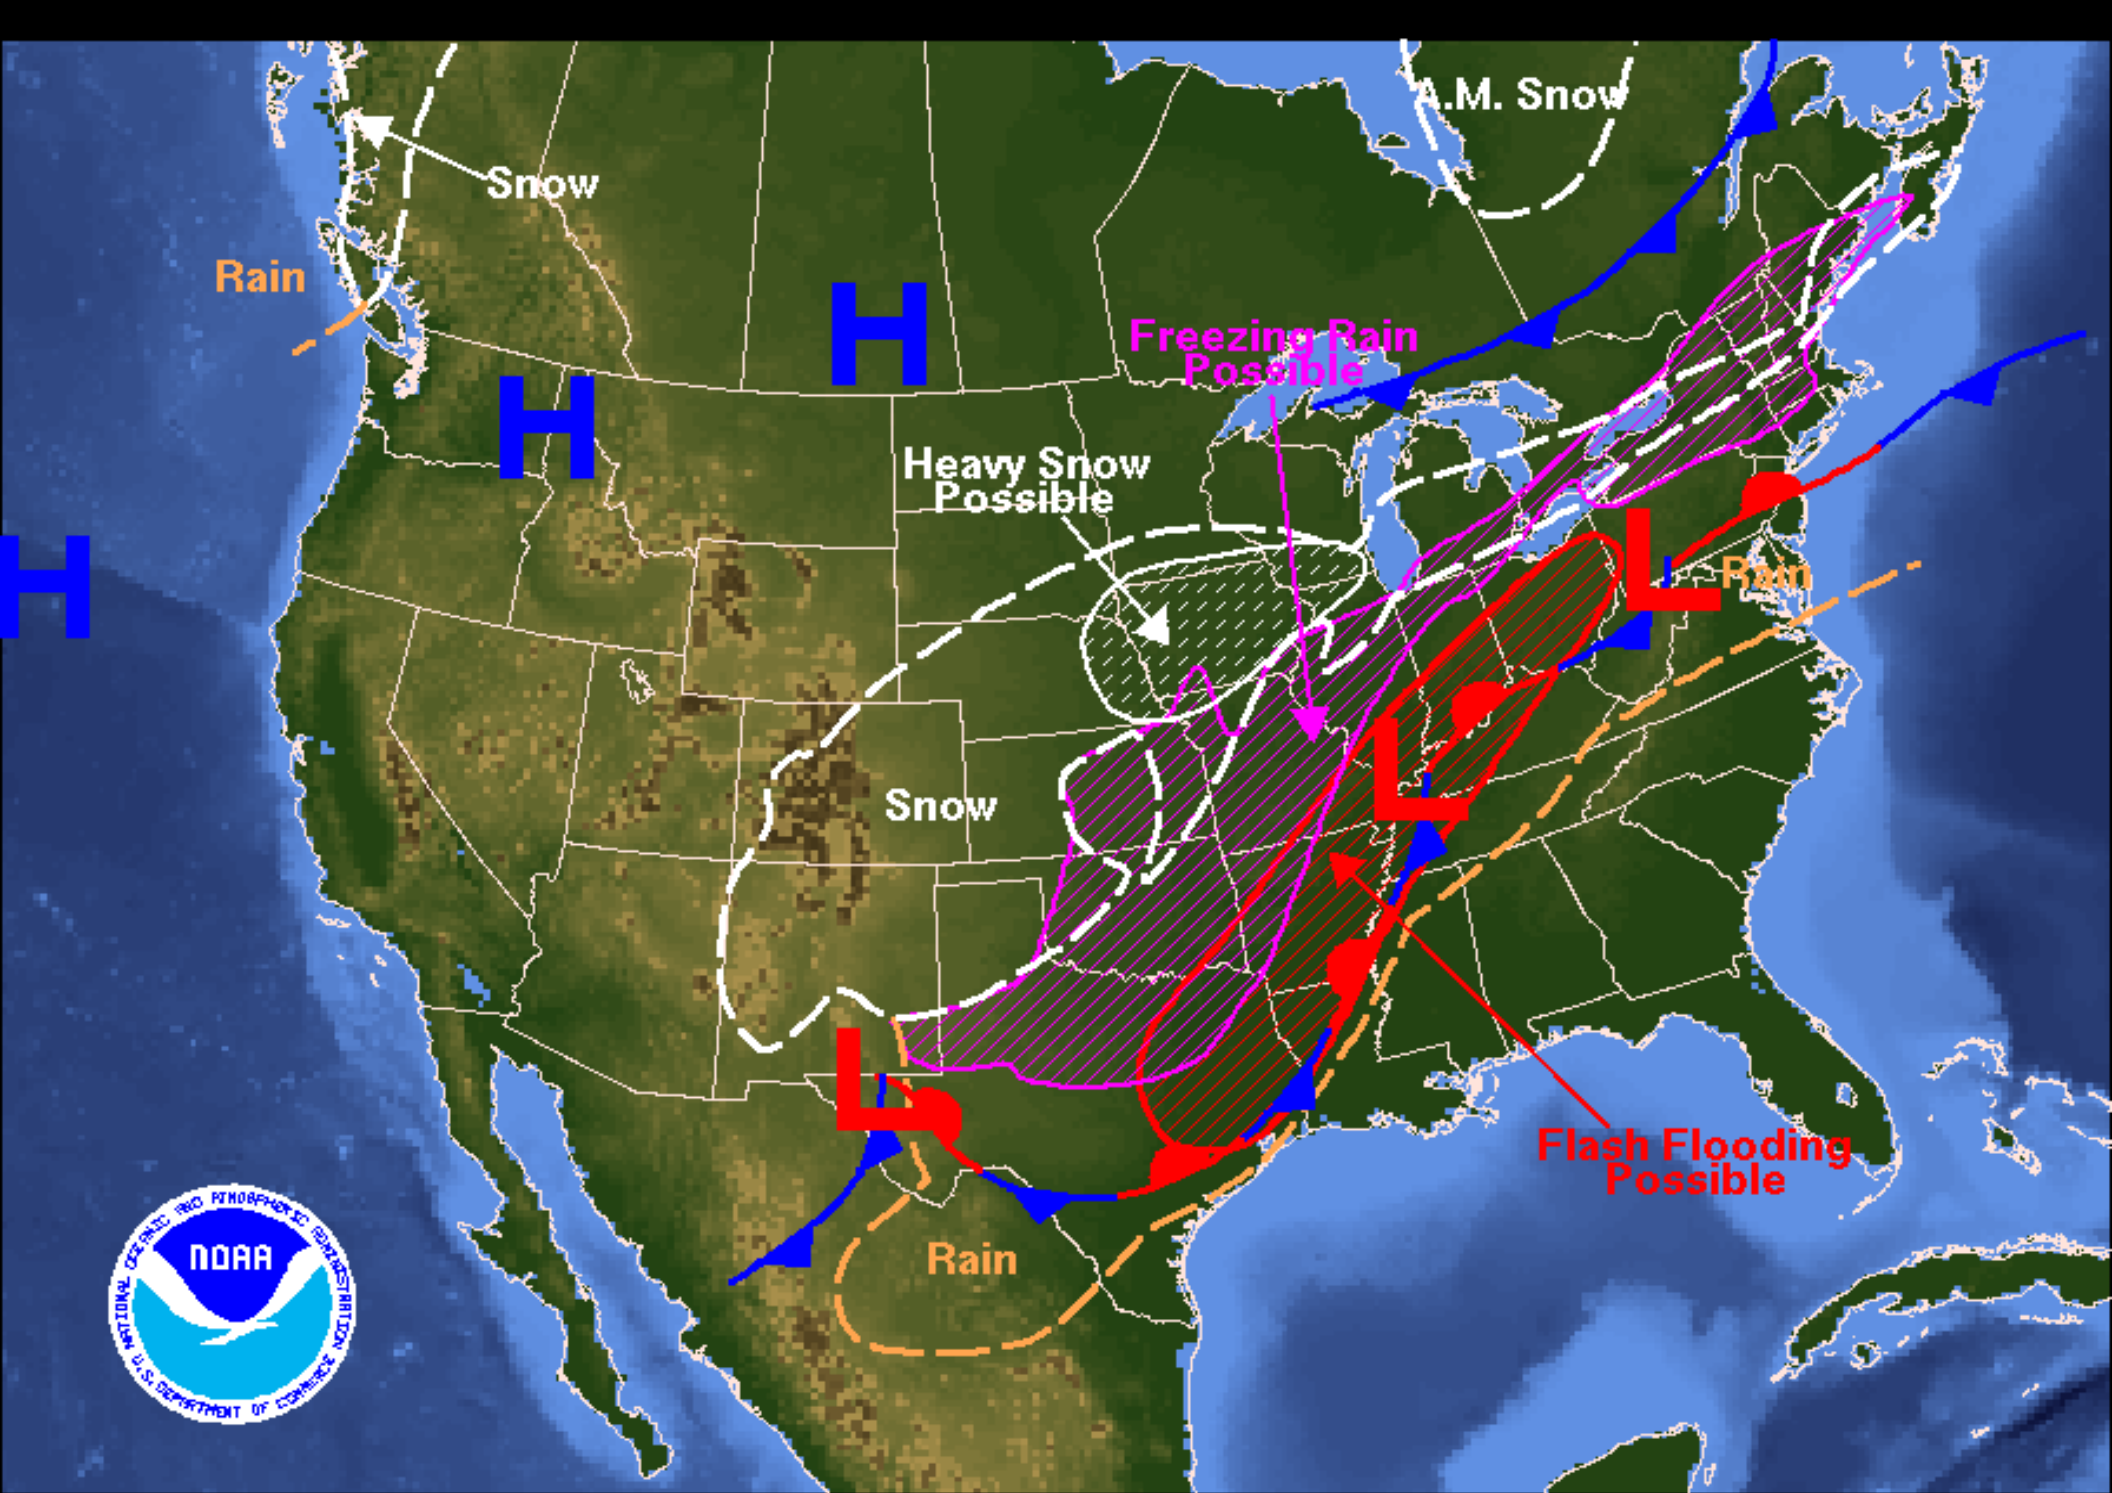 A.M. Snow
Snow
Rain
H
Freezing Rain
Possible
H
H
Heavy Snow
Possible
H
L
Rain
L
Snow
L
Flash Flooding
Possible
Rain
NATIONAL OCEANIC AND ATMOSPHERIC ADMINISTRATION
NOAA
U.S. DEPARTMENT OF COMMERCE